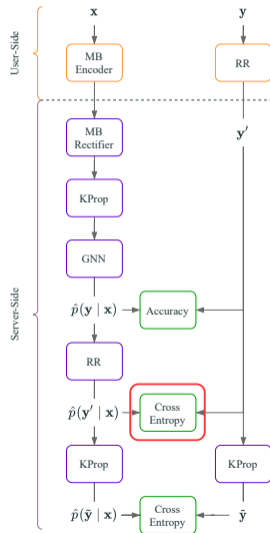 x
y
User-Side
MB
Encoder
RR
MB
Rectifier
y′
KProp
GNN
Server-Side
p̂(y | x)
Accuracy
RR
p̂(y′ | x)
Cross
Entropy
KProp
KProp
p̂(ỹ | x)
Cross
Entropy
ỹ